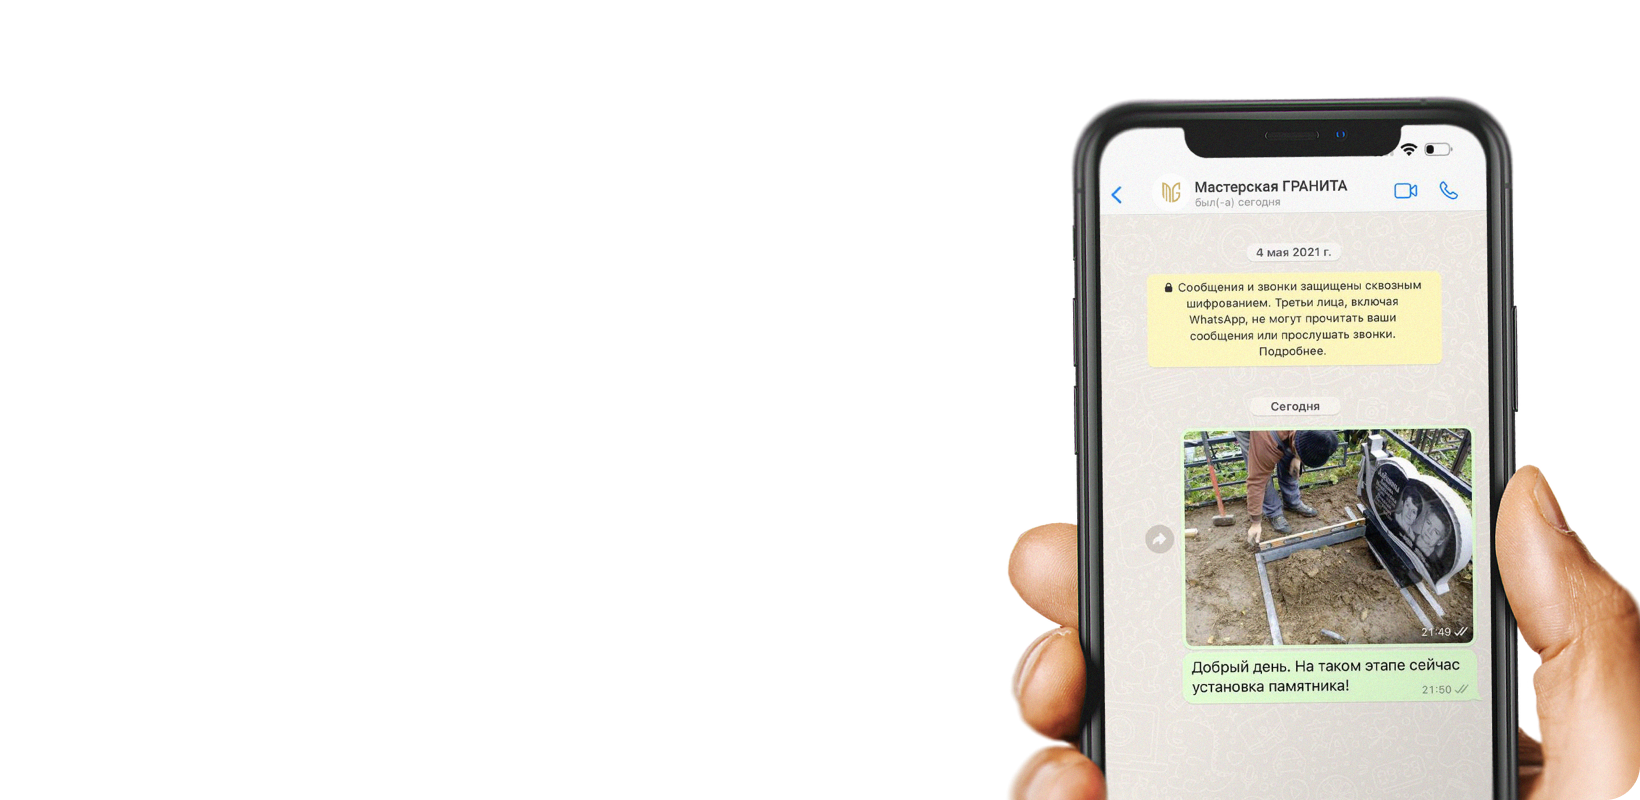 Мастерская ГРАНИТА
был(-а) сегодня
4 мая 2021 г.
Сообщения и звонки защищены сквозным
шифрованием. Третьи лица, включая
WhatsApp, не могут прочитать ваши
сообщения или прослушать звонки.
Подробнее.
Сегодня
21:49
Добрый день. На таком этапе сейчас
установка памятника!
21:50